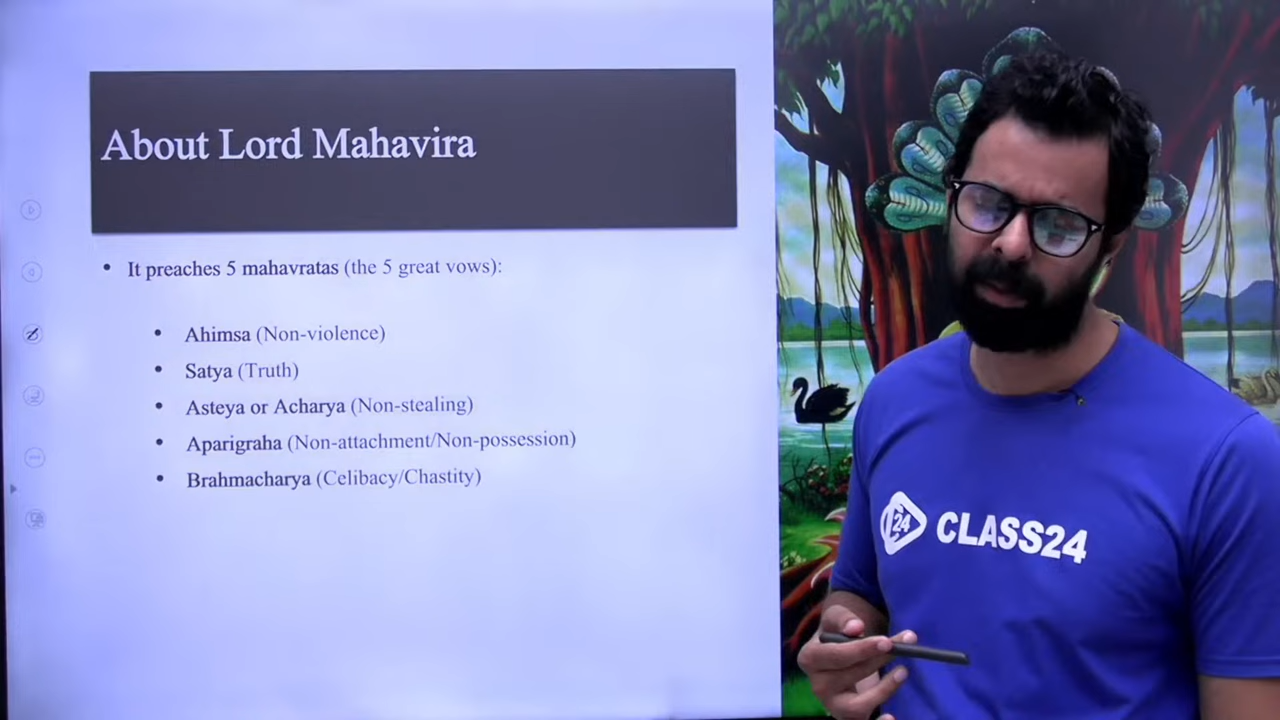 About Lord Mahavira
• It preaches 5 mahavratas (the 5 great vows):
• Ahimsa (Non-violence)
• Satya (Truth)
• Asteya or Acharya (Non-stealing)
• Aparigraha (Non-attachment/Non-possession)
• Brahmacharya (Celibacy/Chastity)
24 CLASS24